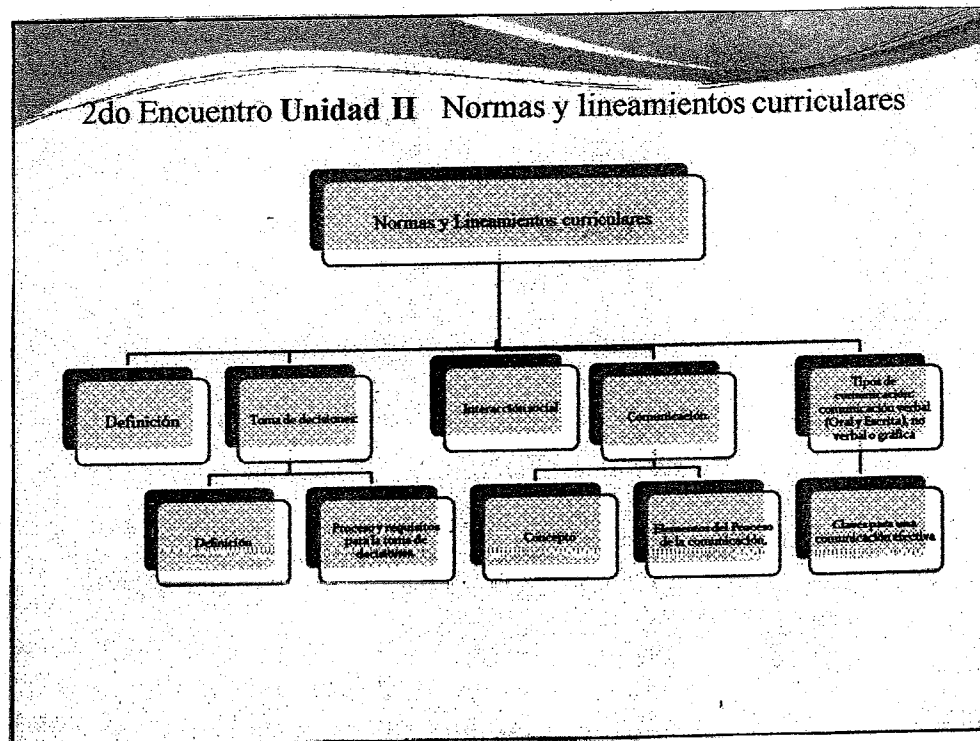 2do Encuentro Unidad II Normas y lineamientos curriculares
Normas y Lineamientos curriculares
Definición
Toma de decisiones
Interacción social
Comunicación
Tipos de
comunicación:
comunicación verbal
(Oral y Escrita), no
verbal o gráfica
Definición
Proceso y requisitos
para la toma de
decisiones
Concepto
Elementos del Proceso
de la comunicación.
Claves para una
comunicación efectiva